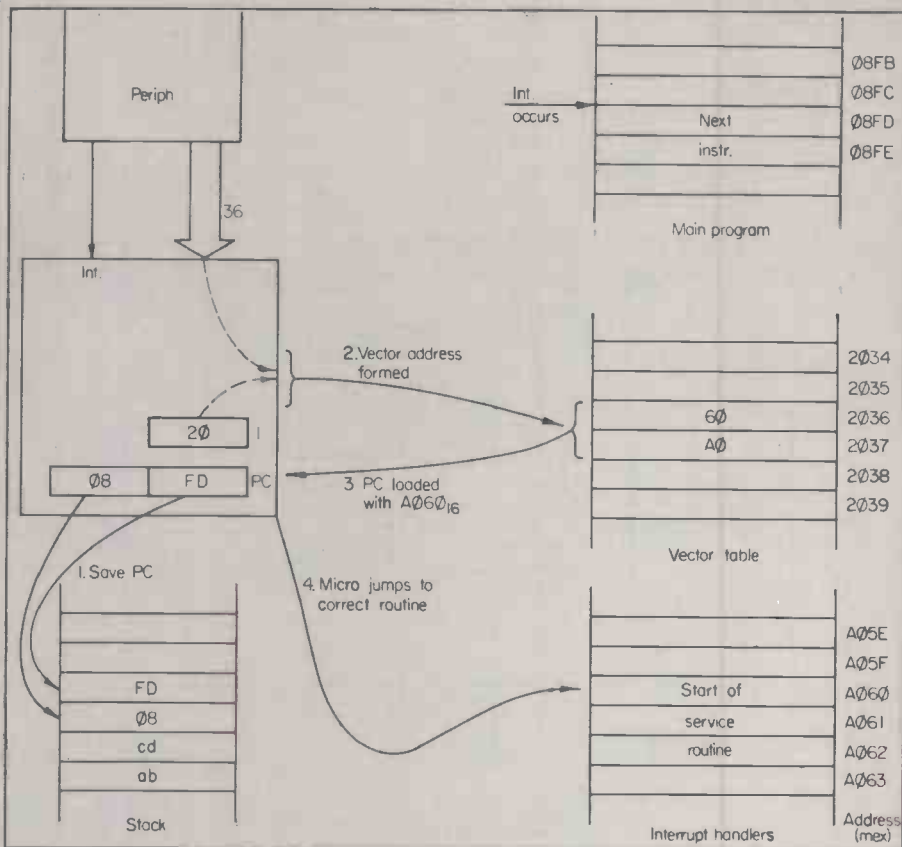 Periph
36
Int.
Int.
occurs
Next
instr.
Ø8FB
Ø8FC
Ø8FD
Ø8FE
Main program
2Ø
I
Ø8
FD
PC
1. Save PC
2. Vector address
formed
3 PC loaded
with AØ6Ø16
4. Micro jumps to
correct routine
6Ø
AØ
2Ø34
2Ø35
2Ø36
2Ø37
2Ø38
2Ø39
Vector table
FD
Ø8
cd
ab
Stack
Start of
service
routine
AØ5E
AØ5F
AØ6Ø
AØ61
AØ62
AØ63
Interrupt handlers
Address
(mex)